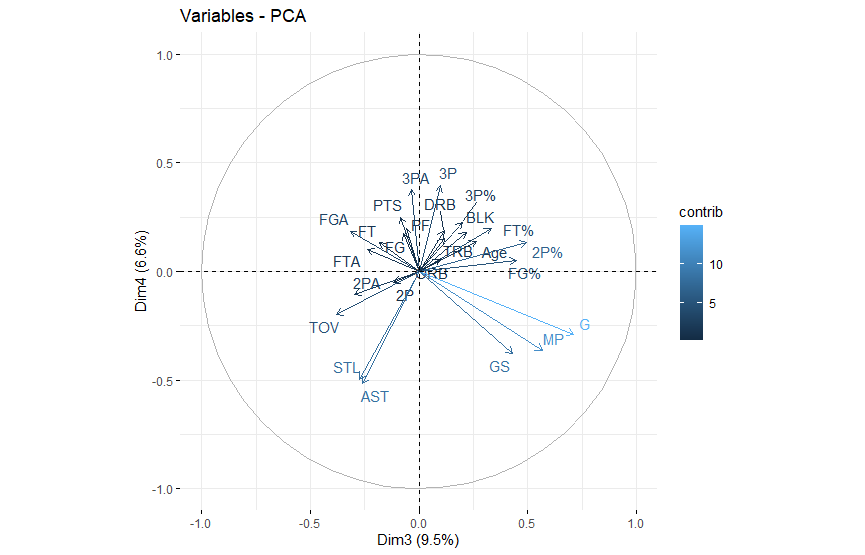 Variables - PCA
1.0
0.5
0.0
-0.5
-1.0
Dim4 (6.6%)
3PA
3P
3P%
PTS
DRB
FGA
FT
PF
BLK
FT%
FG
TRB
Age
2P%
FTA
ORB
FG%
2PA
2P
TOV
G
MP
STL
GS
AST
-1.0
-0.5
0.0
0.5
1.0
Dim3 (9.5%)
contrib
10
5